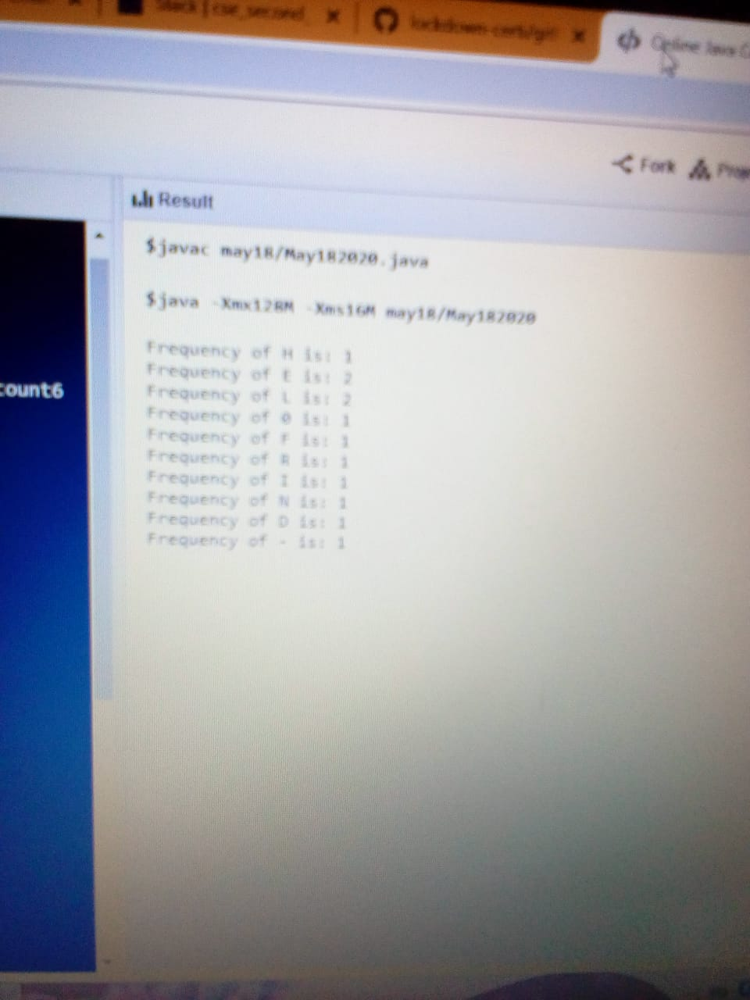 Slack | cse_second_
lockdown-certi/git
Online Java C
Fork
Result
$javac may18/May182020.java
$java -Xmx128M -Xms16M may18/May182020
count6
Frequency of H is: 1
Frequency of E is: 2
Frequency of L is: 2
Frequency of 0 is: 1
Frequency of F is: 1
Frequency of R is: 1
Frequency of I is: 1
Frequency of N is: 1
Frequency of D is: 1
Frequency of - is: 1